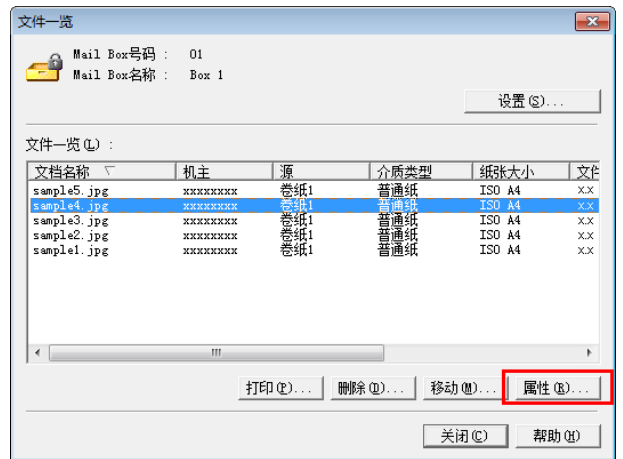 文件一览
Mail Box号码 : 01
Mail Box名称 : Box 1
设置(S)...
文件一览(L) :
文档名称 机主 源 介质类型 纸张大小 文件
sample5.jpg xxxxxxxx 卷纸1 普通纸 ISO A4 x.x
sample4.jpg xxxxxxxx 卷纸1 普通纸 ISO A4 x.x
sample3.jpg xxxxxxxx 卷纸1 普通纸 ISO A4 x.x
sample2.jpg xxxxxxxx 卷纸1 普通纸 ISO A4 x.x
sample1.jpg xxxxxxxx 卷纸1 普通纸 ISO A4 x.x
打印(P)... 删除(D)... 移动(M)... 属性(R)...
关闭(C) 帮助(H)